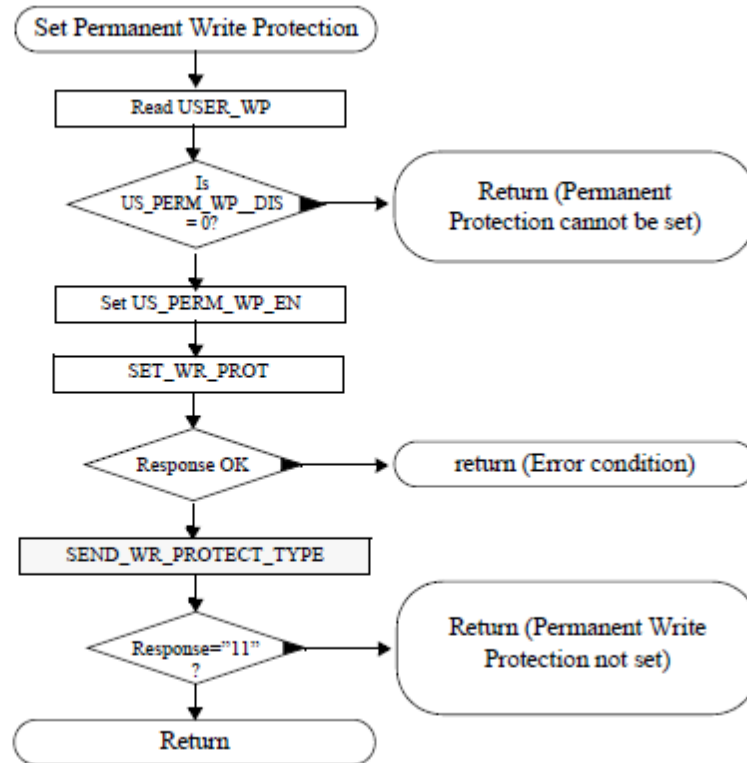 Set Permanent Write Protection
Read USER_WP
Is
US_PERM_WP__DIS
= 0?
Return (Permanent
Protection cannot be set)
Set US_PERM_WP_EN
SET_WR_PROT
Response OK
return (Error condition)
SEND_WR_PROTECT_TYPE
Response=”11”
?
Return (Permanent Write
Protection not set)
Return